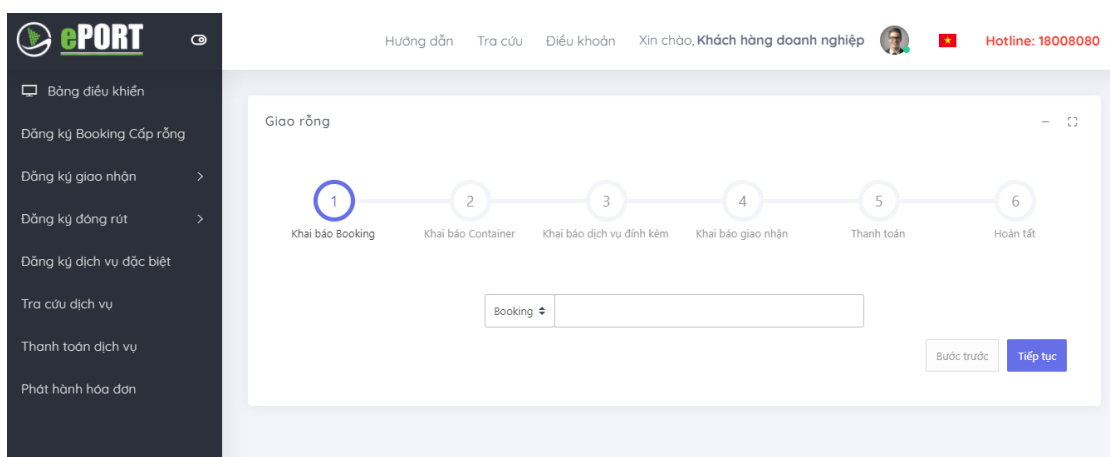 ePORT
Hướng dẫn Tra cứu Điều khoản Xin chào, Khách hàng doanh nghiệp Hotline: 18008080
Bảng điều khiển
Đăng ký Booking Cấp rỗng
Đăng ký giao nhận
Đăng ký đóng rút
Đăng ký dịch vụ đặc biệt
Tra cứu dịch vụ
Thanh toán dịch vụ
Phát hành hóa đơn
Giao rỗng
1 2 3 4 5 6
Khai báo Booking Khai báo Container Khai báo dịch vụ đính kèm Khai báo giao nhận Thanh toán Hoàn tất
Booking
Bước trước Tiếp tục